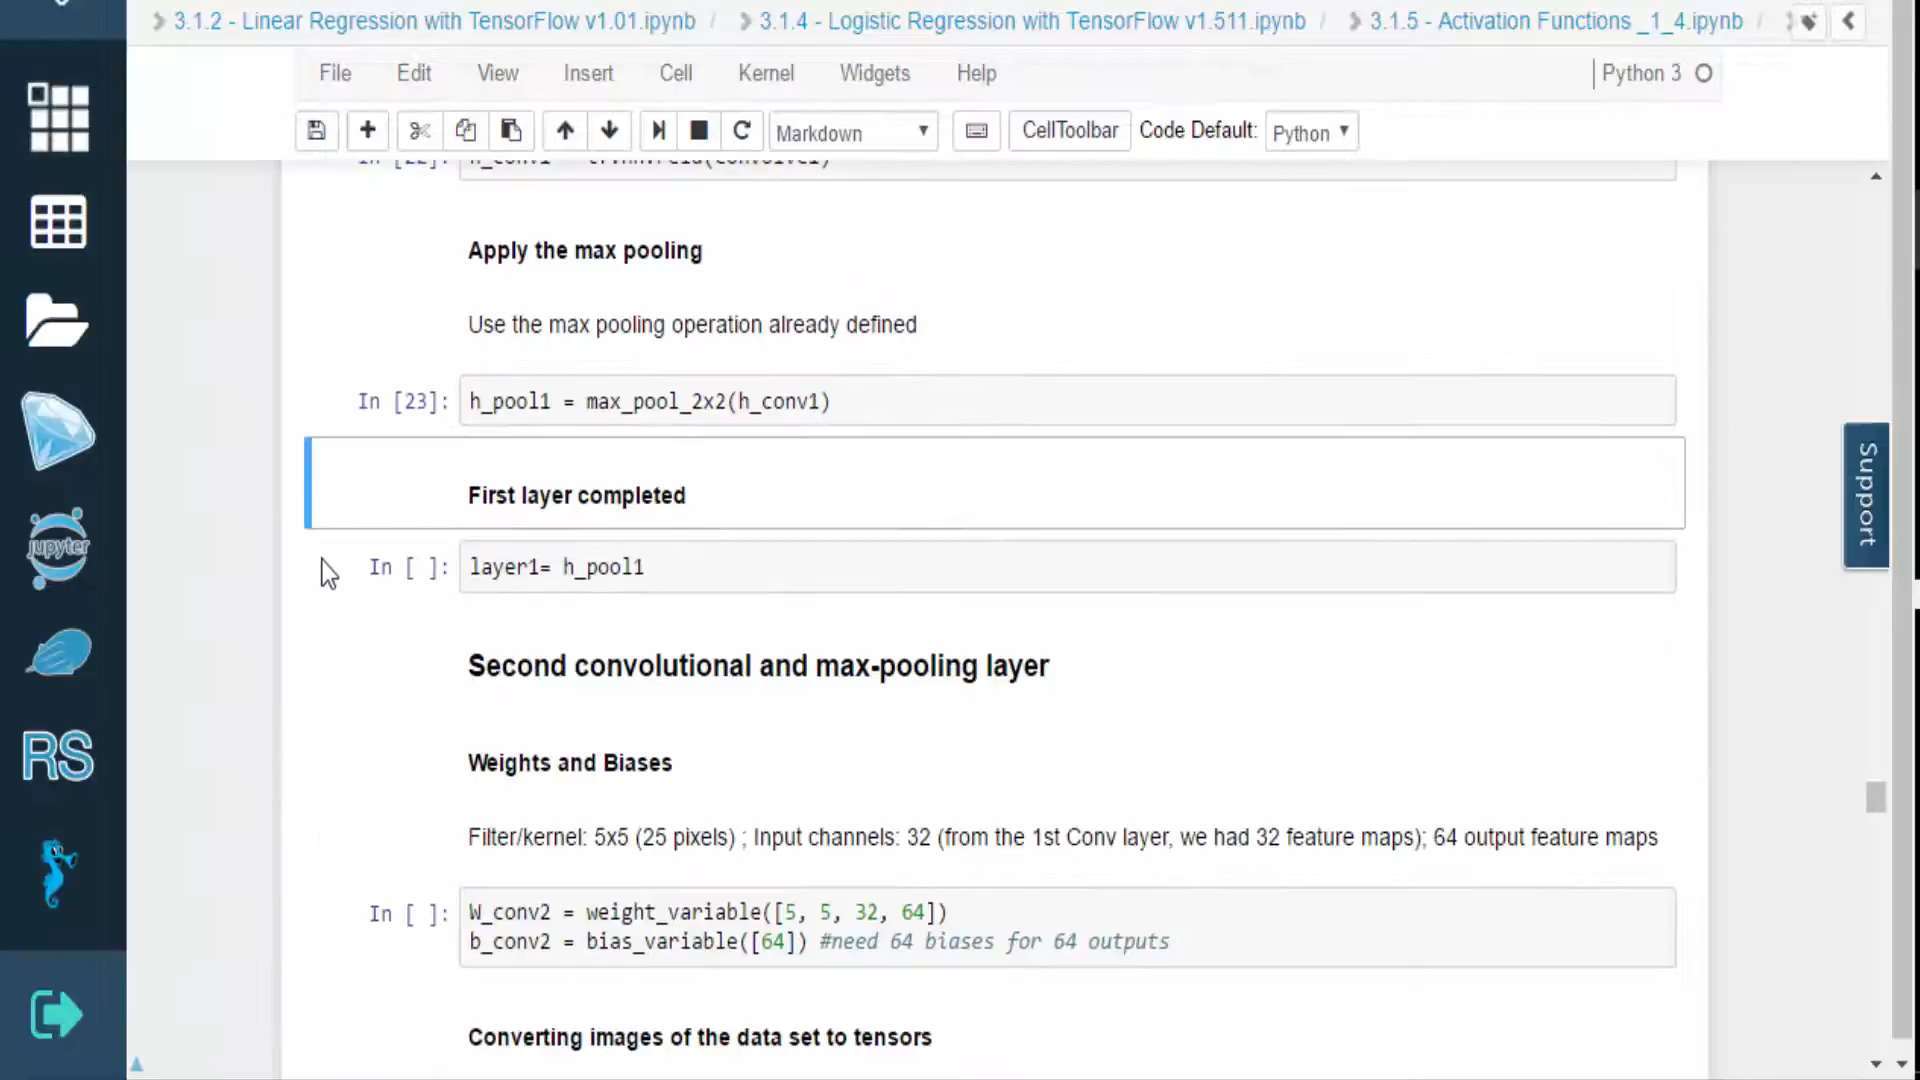 3.1.2 - Linear Regression with TensorFlow v1.01.ipynb / 3.1.4 - Logistic Regression with TensorFlow v1.511.ipynb / 3.1.5 - Activation Functions _1_4.ipynb /
File Edit View Insert Cell Kernel Widgets Help Python 3
Markdown CellToolbar Code Default: Python
Apply the max pooling
Use the max pooling operation already defined
In [23]: h_pool1 = max_pool_2x2(h_conv1)
First layer completed
In [ ]: layer1= h_pool1
Support
jupyter
Second convolutional and max-pooling layer
RS
Weights and Biases
Filter/kernel: 5x5 (25 pixels) ; Input channels: 32 (from the 1st Conv layer, we had 32 feature maps); 64 output feature maps
In [ ]: W_conv2 = weight_variable([5, 5, 32, 64])
b_conv2 = bias_variable([64]) #need 64 biases for 64 outputs
Converting images of the data set to tensors